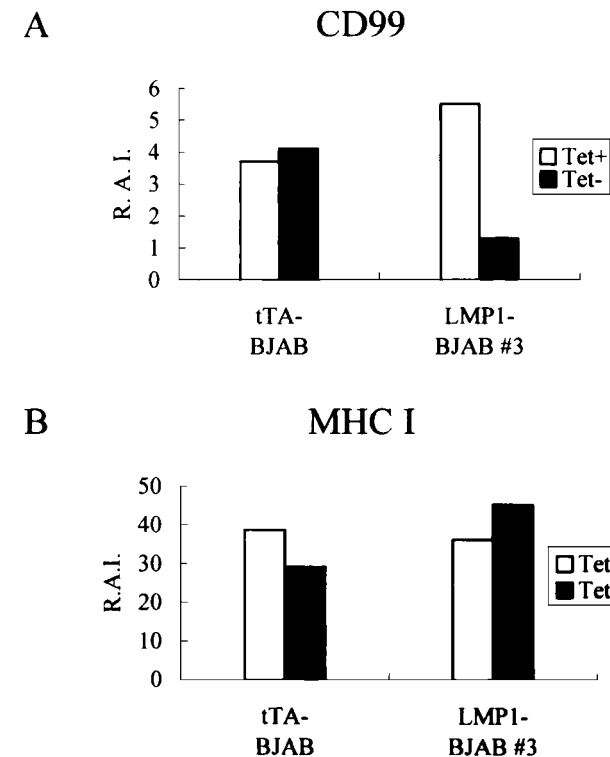 A CD99
6
5
4
3
2
1
0
R. A. I.
Tet+
Tet-
tTA-
BJAB
LMP1-
BJAB #3
B MHC I
50
40
30
20
10
0
R.A.I.
Tet
Tet
tTA-
BJAB
LMP1-
BJAB #3